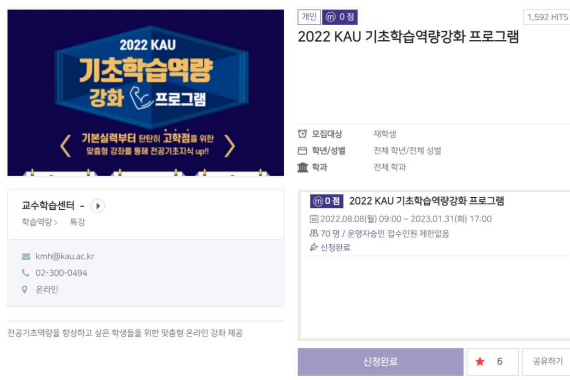 개인 ⓜ 0 점
1,592 HITS
2022 KAU 기초학습역량강화 프로그램
2022 KAU
기초학습역량
강화 프로그램
기본실력부터 탄탄히 고학점을 위한
맞춤형 강좌를 통해 전공기초지식 up!!
모집대상 재학생
학년/성별 전체 학년/전체 성별
학과 전체 학과
교수학습센터 -
학습역량 > 특강
kmh@kau.ac.kr
02-300-0494
온라인
전공기초역량을 향상하고 싶은 학생들을 위한 맞춤형 온라인 강좌 제공
ⓜ 0 점 2022 KAU 기초학습역량강화 프로그램
2022.08.08(월) 09:00 ~ 2023.01.31(화) 17:00
70 명 / 운영자승인 접수인원 제한없음
신청완료
신청완료
★ 6
공유하기